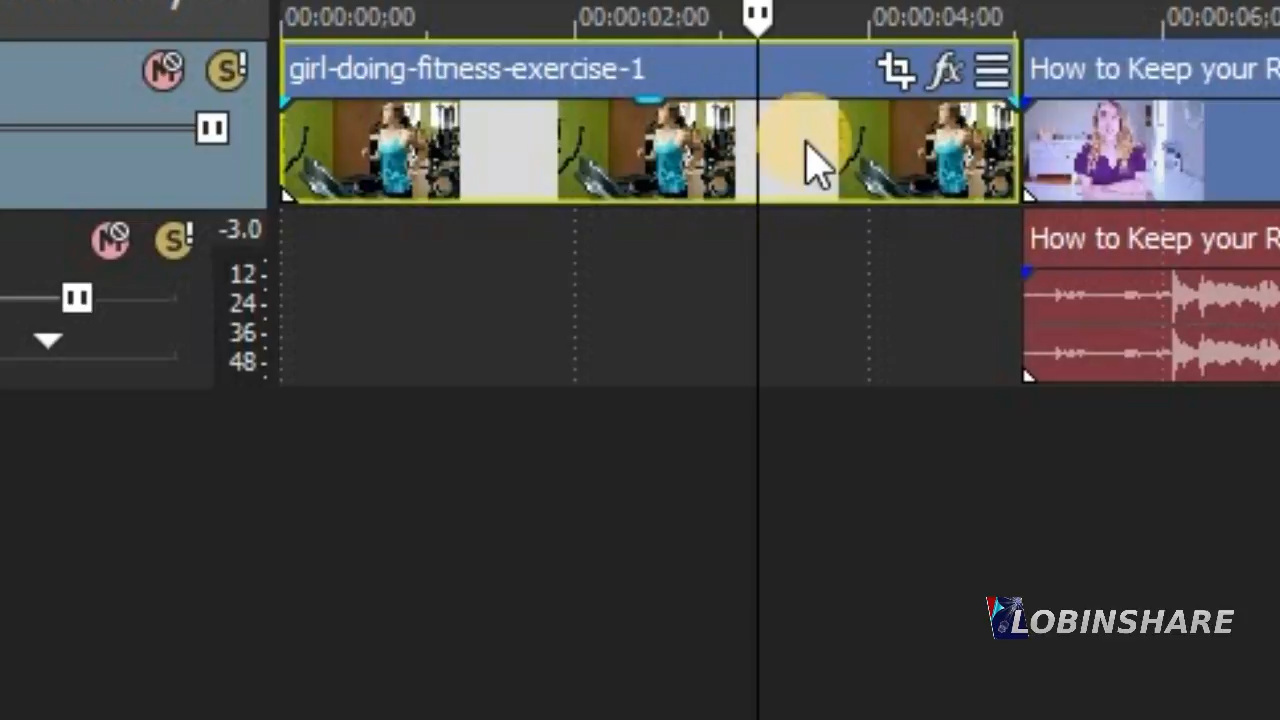 00:00:00;00 00:00:02;00 00:00:04;00 00:00:06;
girl-doing-fitness-exercise-1 fx How to Keep your R
M S
M S -3.0 How to Keep your R
12
24
36
48
LOBINSHARE